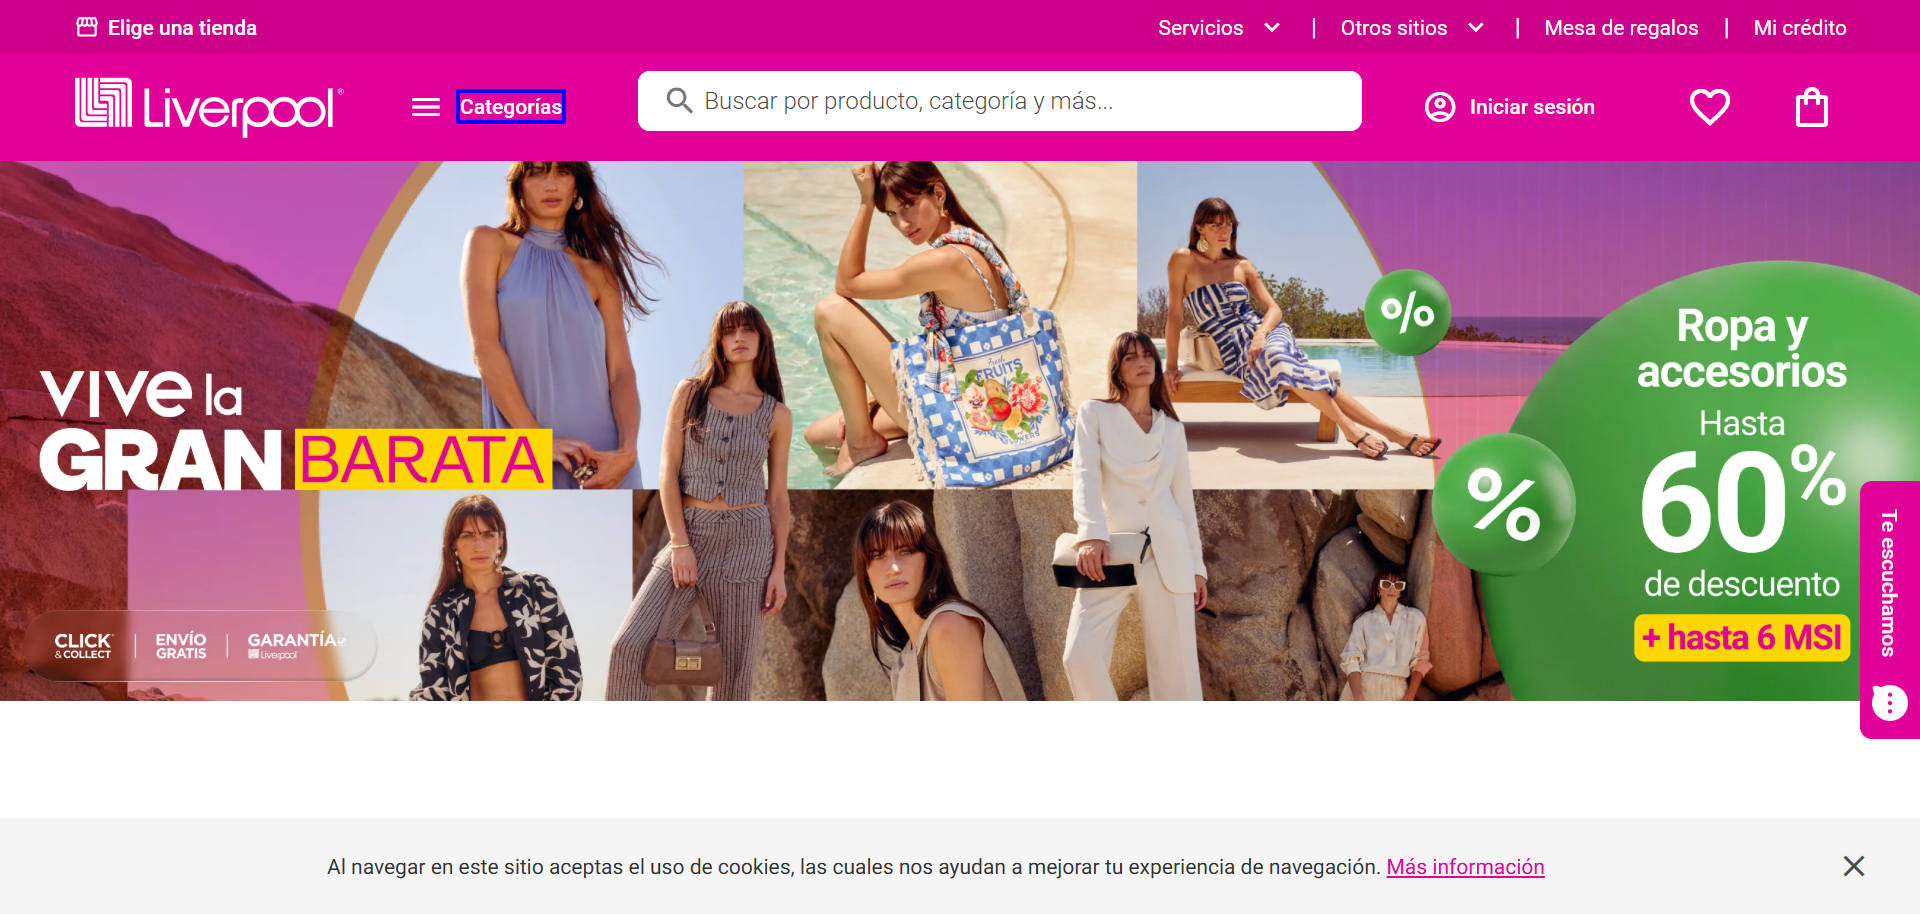 Elige una tienda
Servicios | Otros sitios | Mesa de regalos | Mi crédito
Liverpool®
Categorías
Buscar por producto, categoría y más...
Iniciar sesión
VIVE la
GRAN BARATA
Fresh
FRUITS
CLICK
& COLLECT
ENVÍO
GRATIS
GARANTÍA
Liverpool
%
%
Ropa y
accesorios
Hasta
60%
de descuento
+ hasta 6 MSI
Te escuchamos
Al navegar en este sitio aceptas el uso de cookies, las cuales nos ayudan a mejorar tu experiencia de navegación. Más información